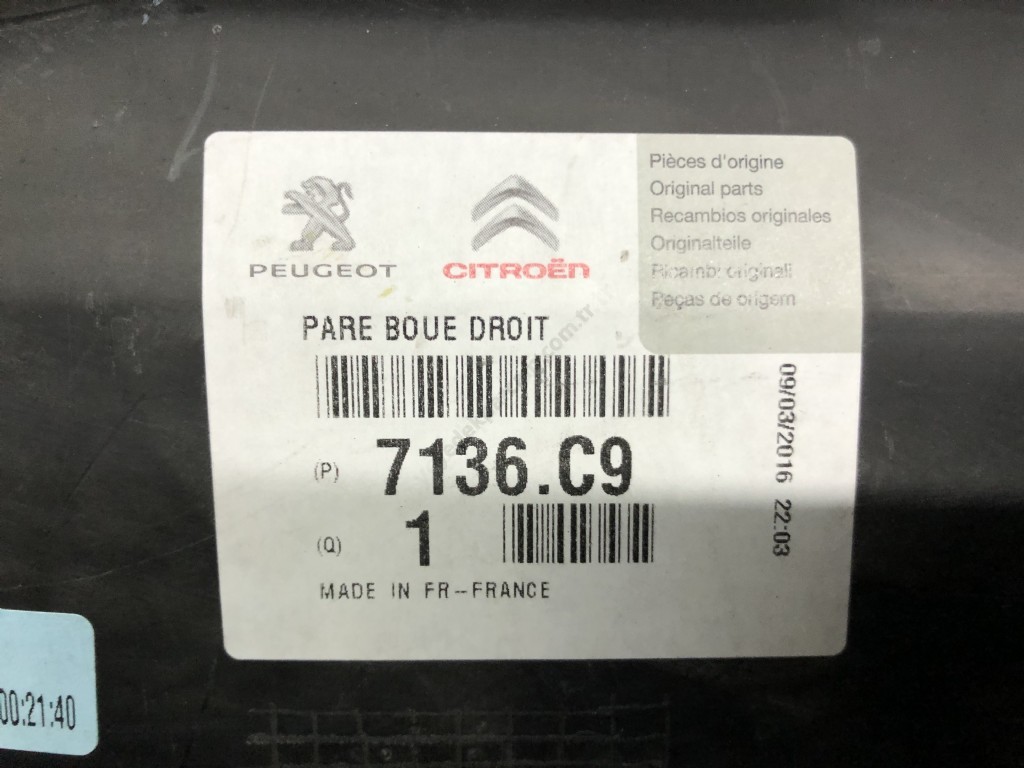 PEUGEOT
CITROËN
Pièces d'origine
Original parts
Recambios originales
Originalteile
Ricambi originali
Peças de origem
PARE BOUE DROIT
(P) 7136.C9
(Q) 1
MADE IN FR-FRANCE
09/03/2016 22:03
00:21:40